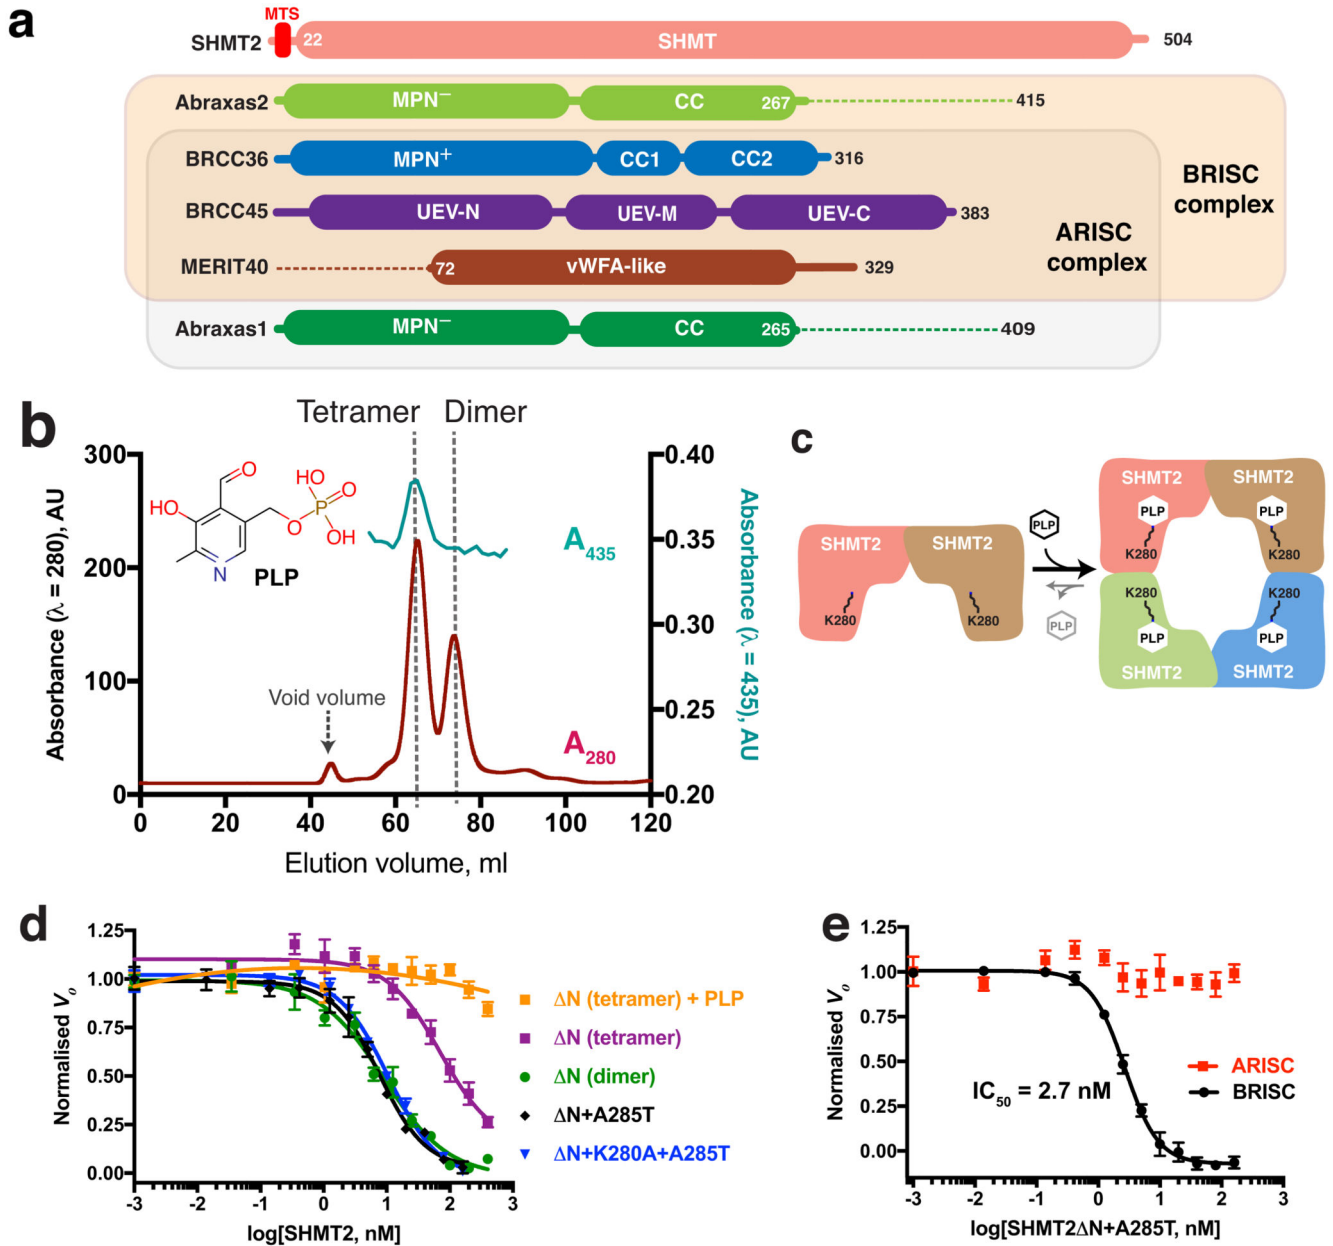 a
MTS
SHMT2
22
SHMT
504
Abraxas2
MPN⁻
CC
267
415
BRCC36
MPN⁺
CC1
CC2
316
BRISC
complex
BRCC45
UEV-N
UEV-M
UEV-C
383
ARISC
complex
MERIT40
72
vWFA-like
329
Abraxas1
MPN⁻
CC
265
409
b
Tetramer
Dimer
300
200
100
0
Absorbance (λ = 280), AU
HO
O
HO
O
P
O
OH
N
PLP
Void volume
A435
A280
0.40
0.35
0.30
0.25
0.20
Absorbance (λ = 435), AU
0
20
40
60
80
100
120
Elution volume, ml
c
SHMT2
SHMT2
K280
K280
PLP
PLP
SHMT2
SHMT2
PLP
PLP
K280
K280
K280
K280
PLP
PLP
SHMT2
SHMT2
d
1.25
1.00
0.75
0.50
0.25
0.00
Normalised Vo
-3
-2
-1
0
1
2
3
log[SHMT2, nM]
ΔN (tetramer) + PLP
ΔN (tetramer)
ΔN (dimer)
ΔN+A285T
ΔN+K280A+A285T
e
1.25
1.00
0.75
0.50
0.25
0.00
Normalised Vo
IC50 = 2.7 nM
ARISC
BRISC
-3
-2
-1
0
1
2
3
log[SHMT2ΔN+A285T, nM]